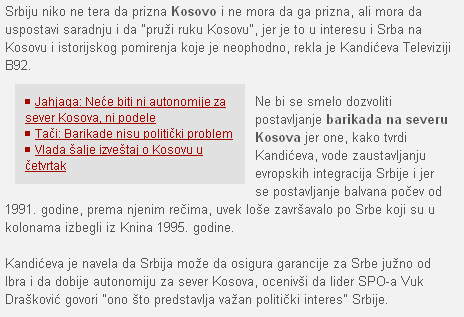 Srbiju niko ne tera da prizna Kosovo i ne mora da ga prizna, ali mora da
uspostavi saradnju i da "pruži ruku Kosovu", jer je to u interesu i Srba na
Kosovu i istorijskog pomirenja koje je neophodno, rekla je Kandićeva Televiziji
B92.
Jahjaga: Neće biti ni autonomije za
sever Kosova, ni podele
Tači: Barikade nisu politički problem
Vlada šalje izveštaj o Kosovu u
četvrtak
Ne bi se smelo dozvoliti
postavljanje barikada na severu
Kosova jer one, kako tvrdi
Kandićeva, vode zaustavljanju
evropskih integracija Srbije i jer
se postavljanje balvana počev od
1991. godine, prema njenim rečima, uvek loše završavalo po Srbe koji su u
kolonama izbegli iz Knina 1995. godine.
Kandićeva je navela da Srbija može da osigura garancije za Srbe južno od
Ibra i da dobije autonomiju za sever Kosova, ocenivši da lider SPO-a Vuk
Drašković govori "ono što predstavlja važan politički interes" Srbije.